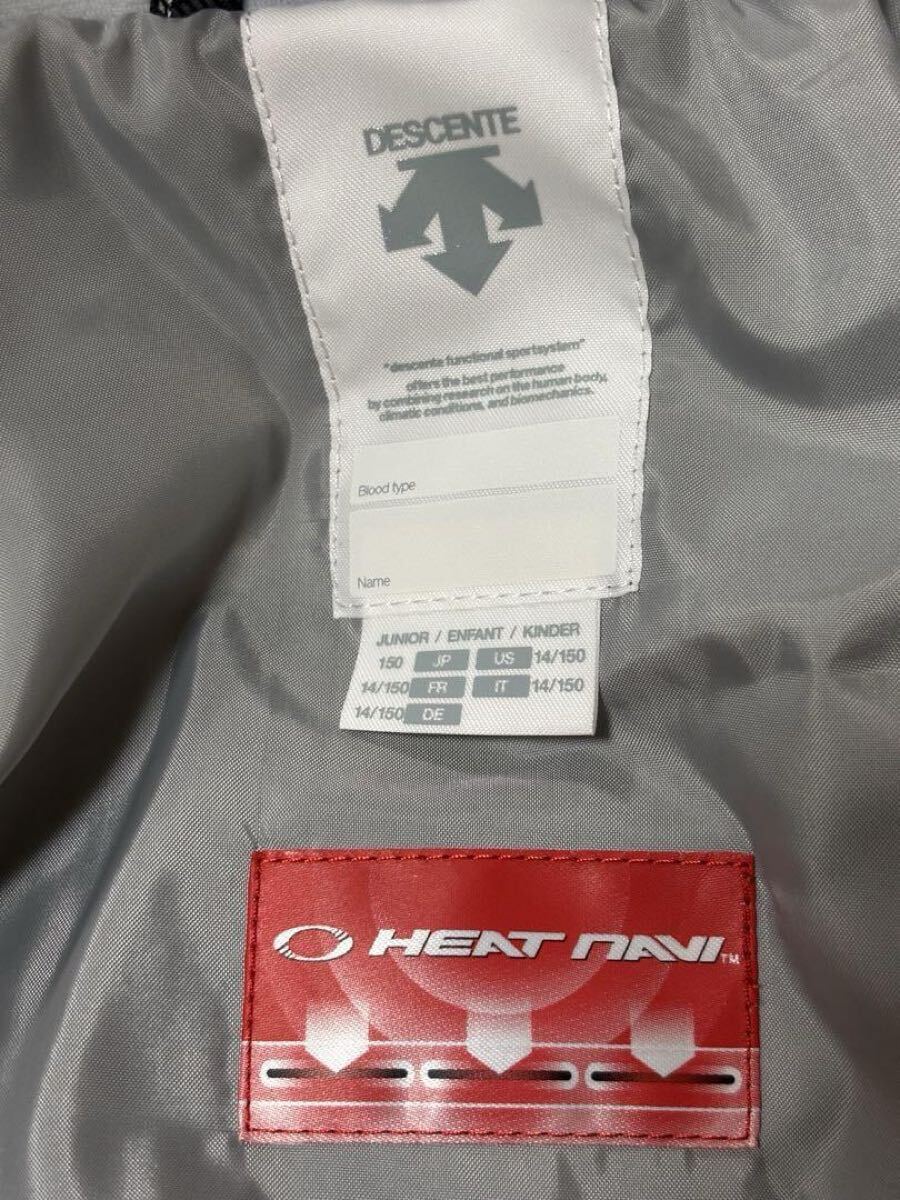 DESCENTE
"descente functional sportsystem"
offers the best performance
by combining research on the human body,
climatic conditions, and biomechanics.
Blood type
Name
JUNIOR / ENFANT / KINDER
150 JP US 14/150
14/150 FR IT 14/150
14/150 DE
HEAT NAVI TM